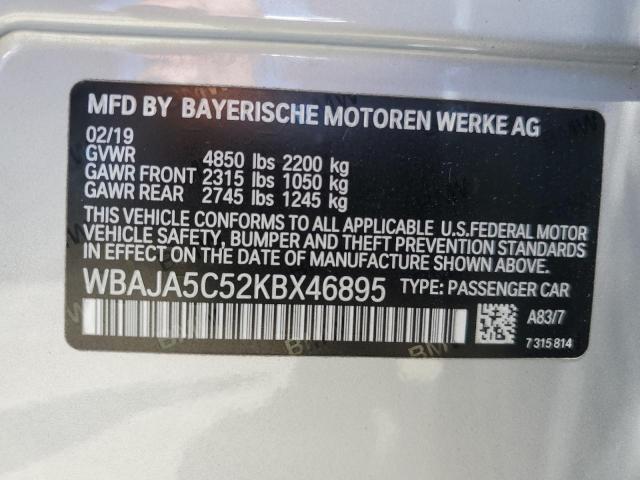 MFD BY BAYERISCHE MOTOREN WERKE AG
02/19
GVWR 4850 lbs 2200 kg
GAWR FRONT 2315 lbs 1050 kg
GAWR REAR 2745 lbs 1245 kg
THIS VEHICLE CONFORMS TO ALL APPLICABLE U.S.FEDERAL MOTOR
VEHICLE SAFETY, BUMPER AND THEFT PREVENTION STANDARDS
IN EFFECT ON THE DATE OF MANUFACTURE SHOWN ABOVE.
WBAJA5C52KBX46895 TYPE: PASSENGER CAR
A83/7
7 315 814